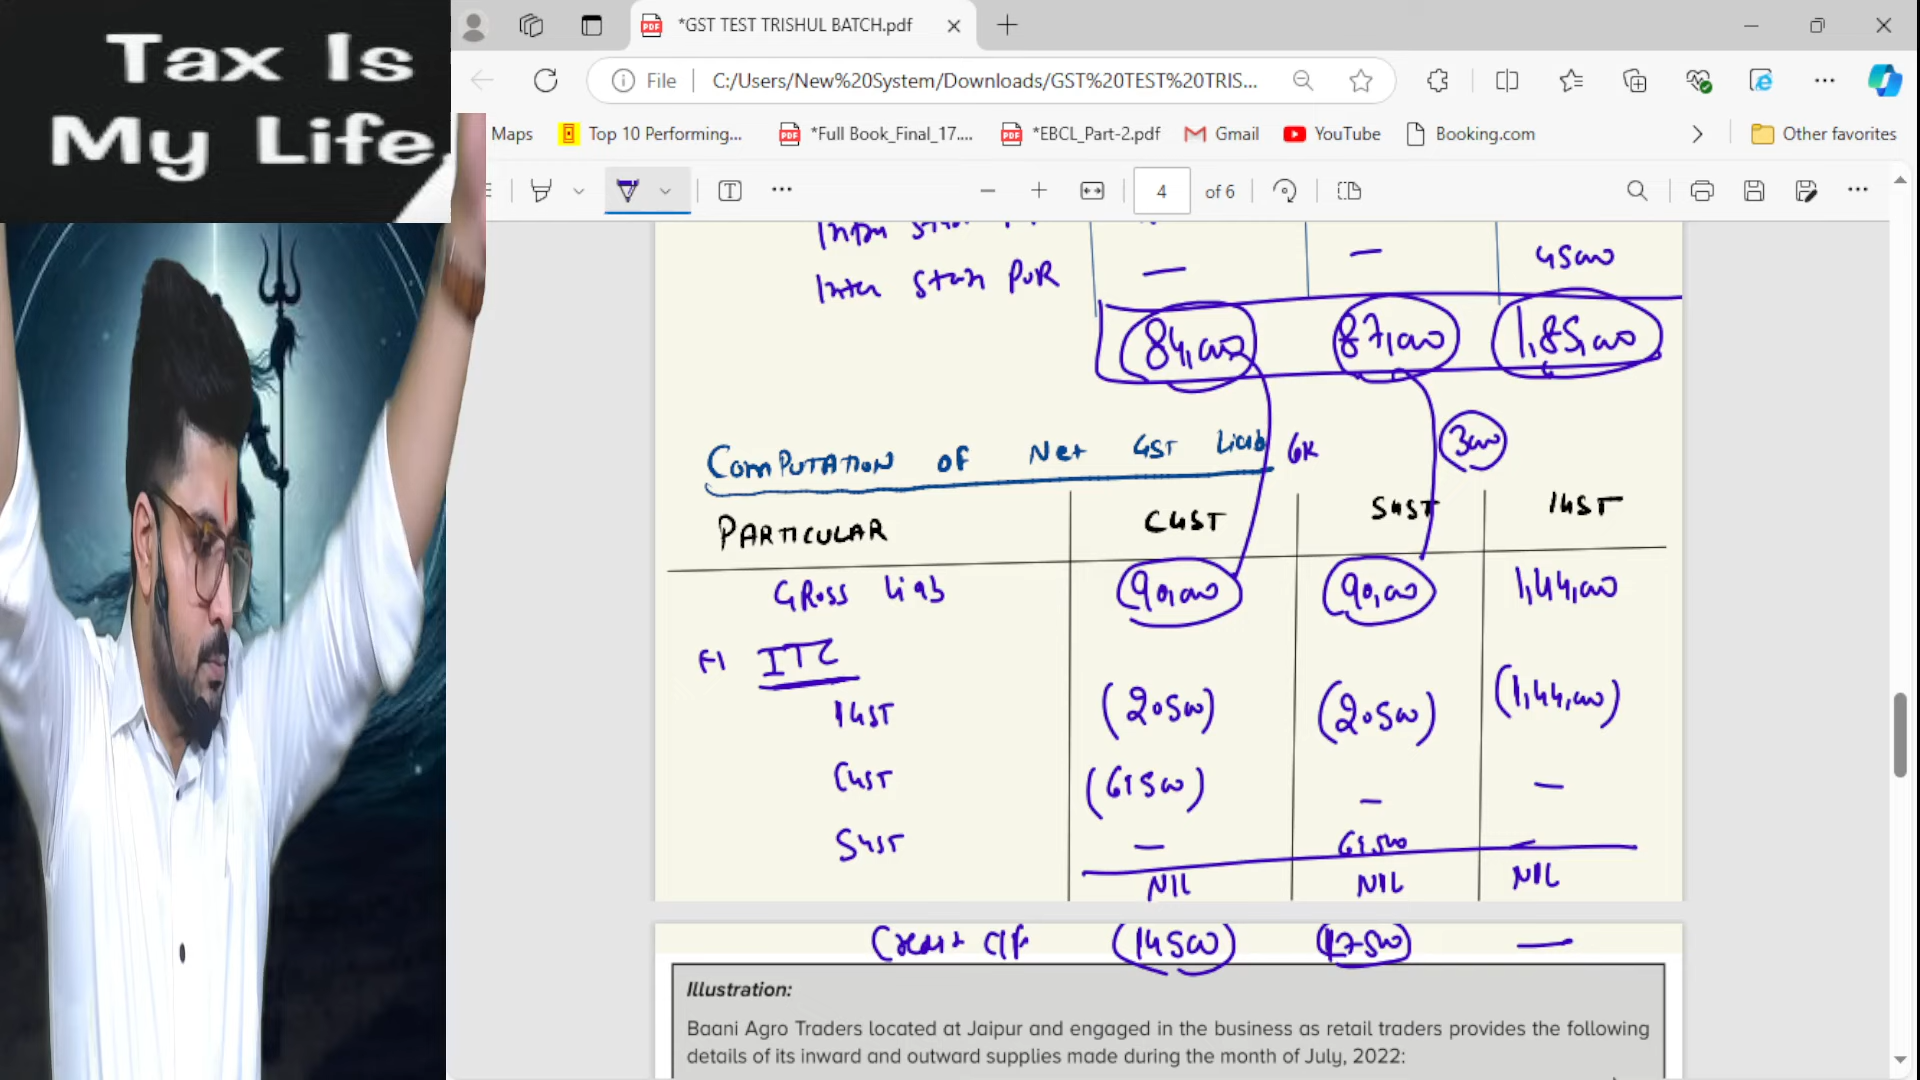 Tax Is
My Life.
*GST TEST TRISHUL BATCH.pdf
File
C:/Users/New%20System/Downloads/GST%20TEST%20TRIS...
Maps
Top 10 Performing...
*Full Book_Final_17....
*EBCL_Part-2.pdf
Gmail
YouTube
Booking.com
Other favorites
4 of 6
— — 45000
Inter State PUR
84,000 87,000 1,85,000
COMPUTATION OF Net GST Liab 6K 3000
PARTICULAR CGST SGST IGST
GROSS Liab 90,000 90,000 1,44,000
ITC
IGST (20500) (20500) (1,44,000)
CGST (69500) — —
SGST — 69500 —
NIL NIL NIL
Credit C/F (14500) (17500) —
Illustration:
Baani Agro Traders located at Jaipur and engaged in the business as retail traders provides the following
details of its inward and outward supplies made during the month of July, 2022: